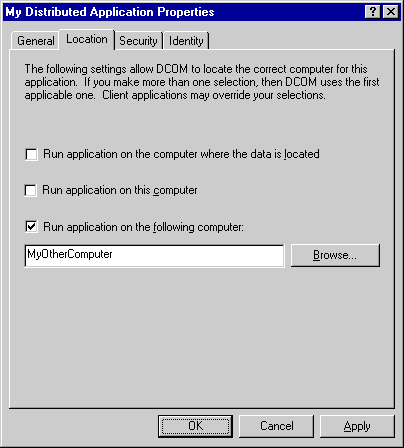 My Distributed Application Properties
General Location Security Identity
The following settings allow DCOM to locate the correct computer for this
application. If you make more than one selection, then DCOM uses the first
applicable one. Client applications may override your selections.
Run application on the computer where the data is located
Run application on this computer
Run application on the following computer:
MyOtherComputer Browse...
OK Cancel Apply